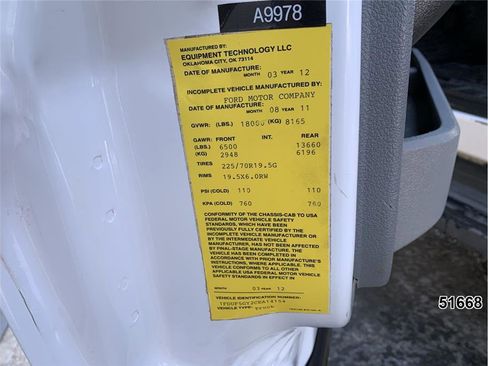 A9978
MANUFACTURED BY:
EQUIPMENT TECHNOLOGY LLC
OKLAHOMA CITY, OK 73114
DATE OF MANUFACTURE: MONTH 03 YEAR 12
INCOMPLETE VEHICLE MANUFACTURED BY:
FORD MOTOR COMPANY
DATE OF MANUFACTURE: MONTH 08 YEAR 11
GVWR: (LBS.) 18000 (KG) 8165
GAWR: FRONT INT. REAR
(LBS) 6500 13660
(KG) 2948 6196
TIRES 225/70R19.5G
RIMS 19.5X6.0RW
PSI (COLD) 110 110
KPA (COLD) 760 760
CONFORMITY OF THE CHASSIS-CAB TO USA
FEDERAL MOTOR VEHICLE SAFETY
STANDARDS, WHICH HAVE BEEN
PREVIOUSLY FULLY CERTIFIED BY THE
INCOMPLETE VEHICLE MANUFACTURER OR
BY THE INTERMEDIATE VEHICLE
MANUFACTURER, HAS NOT BEEN
AFFECTED BY FINAL-STAGE MANUFACTURER. THE
VEHICLE HAS BEEN COMPLETED IN
ACCORDANCE WITH PRIOR MANUFACTURER'S
INSTRUCTIONS, WHERE APPLICABLE. THIS
VEHICLE CONFORMS TO ALL OTHER APPLICABLE
USA FEDERAL MOTOR VEHICLE
SAFETY STANDARDS IN EFFECT IN
MONTH 03 YEAR 12
VEHICLE IDENTIFICATION NUMBER:
VEHICLE TYPE: TRUCK
51668